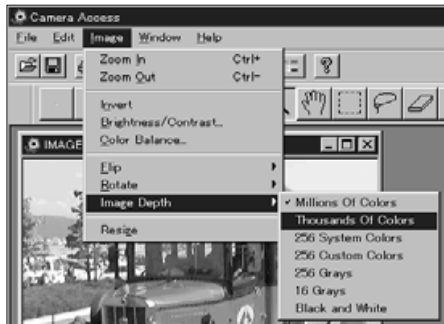 Camera Access
File Edit Image Window Help
Zoom In Ctrl+
Zoom Out Ctrl-
Invert
Brightness/Contrast...
Color Balance...
IMAGE
Flip
Rotate
Image Depth
Millions Of Colors
Thousands Of Colors
256 System Colors
Resize
256 Custom Colors
256 Grays
16 Grays
Black and White